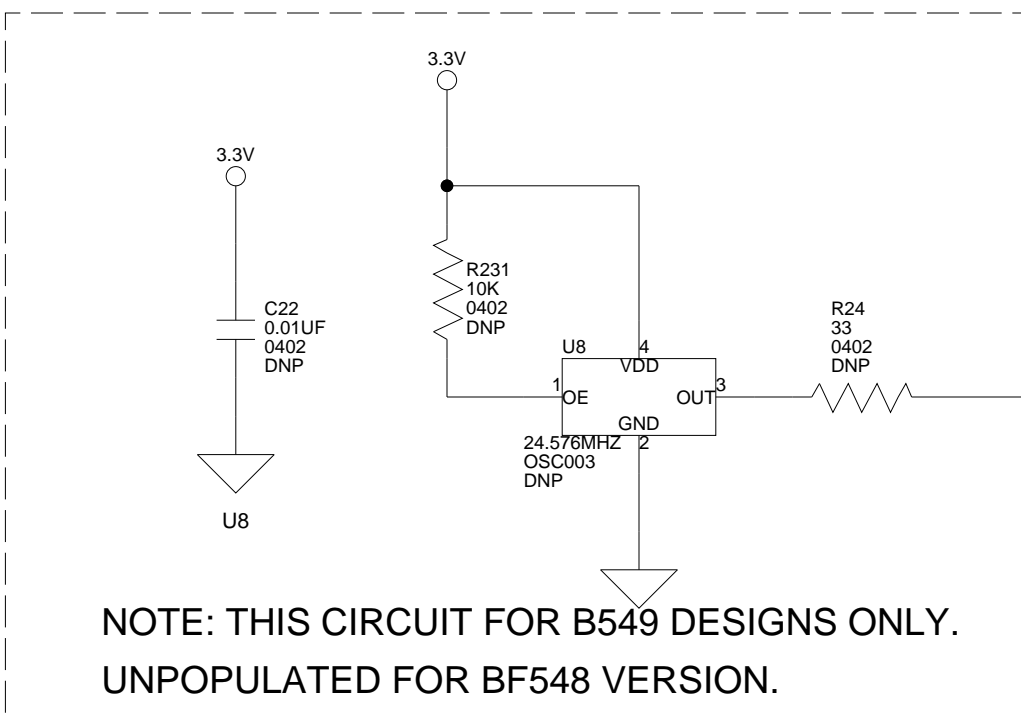 3.3V
3.3V
C22
0.01UF
0402
DNP
U8
R231
10K
0402
DNP
U8
4
VDD
1
OE
OUT
3
GND
2
24.576MHZ
OSC003
DNP
R24
33
0402
DNP
NOTE: THIS CIRCUIT FOR B549 DESIGNS ONLY.
UNPOPULATED FOR BF548 VERSION.